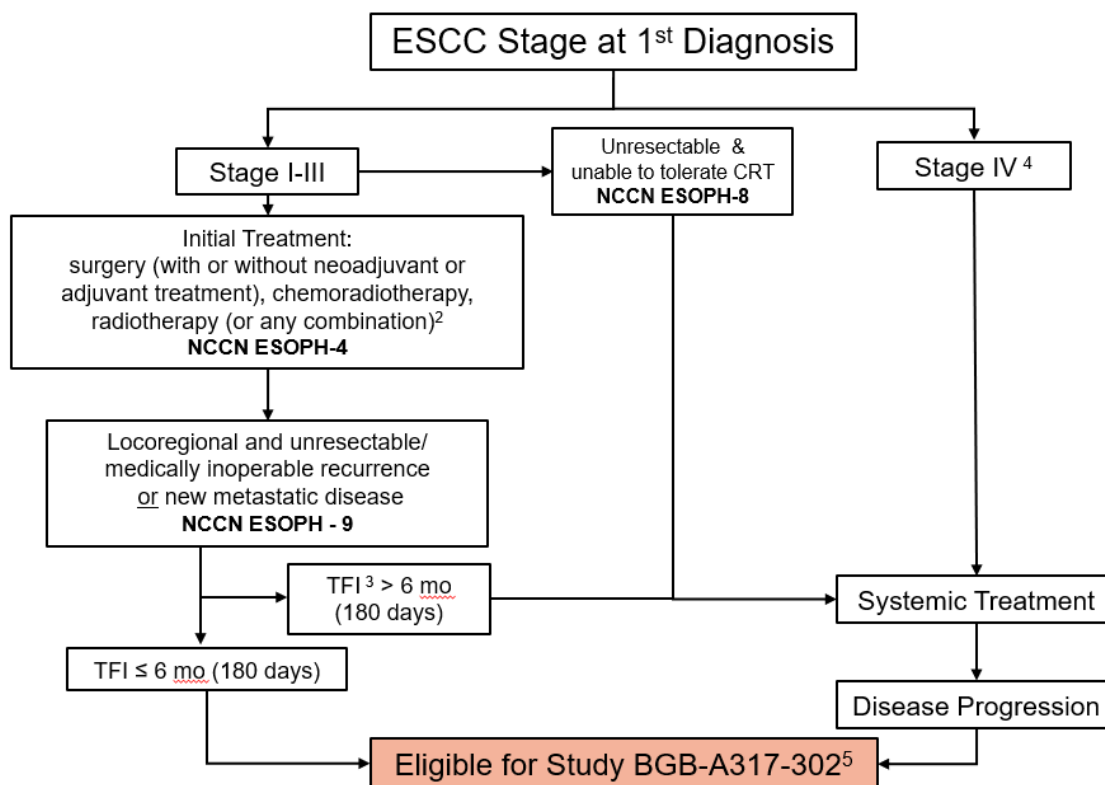 ESCC Stage at 1st Diagnosis
Stage I-III
Unresectable &
unable to tolerate CRT
NCCN ESOPH-8
Stage IV 4
Initial Treatment:
surgery (with or without neoadjuvant or
adjuvant treatment), chemoradiotherapy,
radiotherapy (or any combination)2
NCCN ESOPH-4
Locoregional and unresectable/
medically inoperable recurrence
or new metastatic disease
NCCN ESOPH - 9
TFI 3 > 6 mo
(180 days)
Systemic Treatment
TFI ≤ 6 mo (180 days)
Disease Progression
Eligible for Study BGB-A317-3025